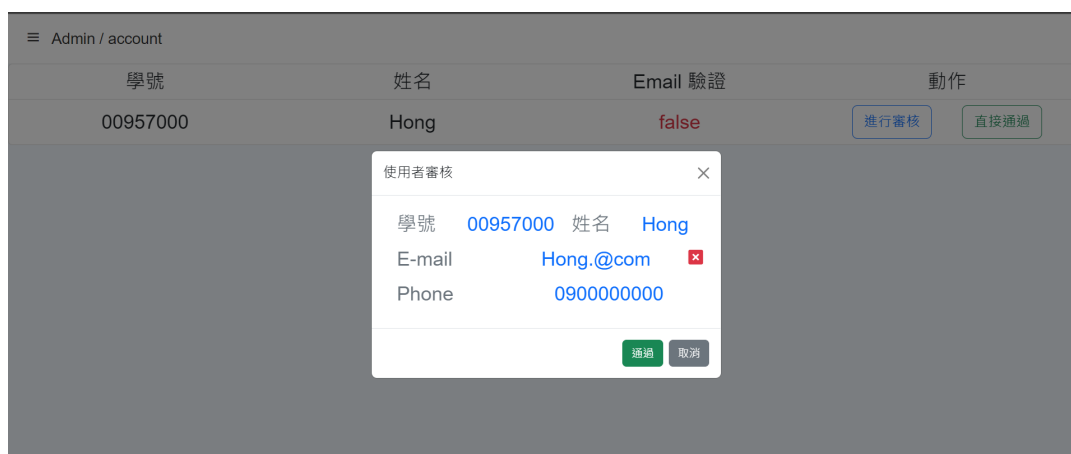 ≡ Admin / account
學號 姓名 Email 驗證 動作
00957000 Hong false 進行審核 直接通過
使用者審核 ×
學號 00957000 姓名 Hong
E-mail Hong.@com
Phone 0900000000
通過 取消